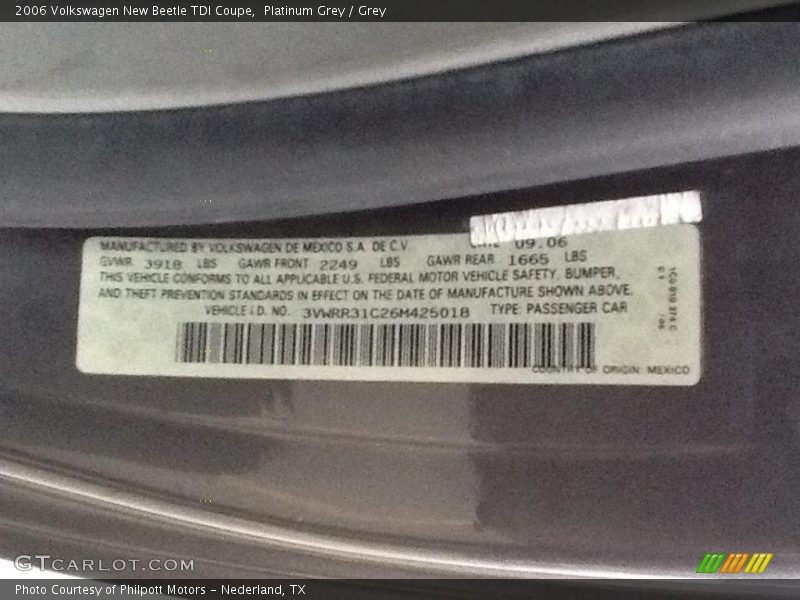 2006 Volkswagen New Beetle TDI Coupe, Platinum Grey / Grey
MANUFACTURED BY VOLKSWAGEN DE MEXICO S.A. DE C.V. 09.06
GVWR 3918 LBS GAWR FRONT 2249 LBS GAWR REAR 1665 LBS
THIS VEHICLE CONFORMS TO ALL APPLICABLE U.S. FEDERAL MOTOR VEHICLE SAFETY, BUMPER,
AND THEFT PREVENTION STANDARDS IN EFFECT ON THE DATE OF MANUFACTURE SHOWN ABOVE.
VEHICLE I.D. NO. 3VWRR31C26M425018 TYPE: PASSENGER CAR
COUNTRY OF ORIGIN: MEXICO
GTCARLOT.COM
Photo Courtesy of Philpott Motors - Nederland, TX